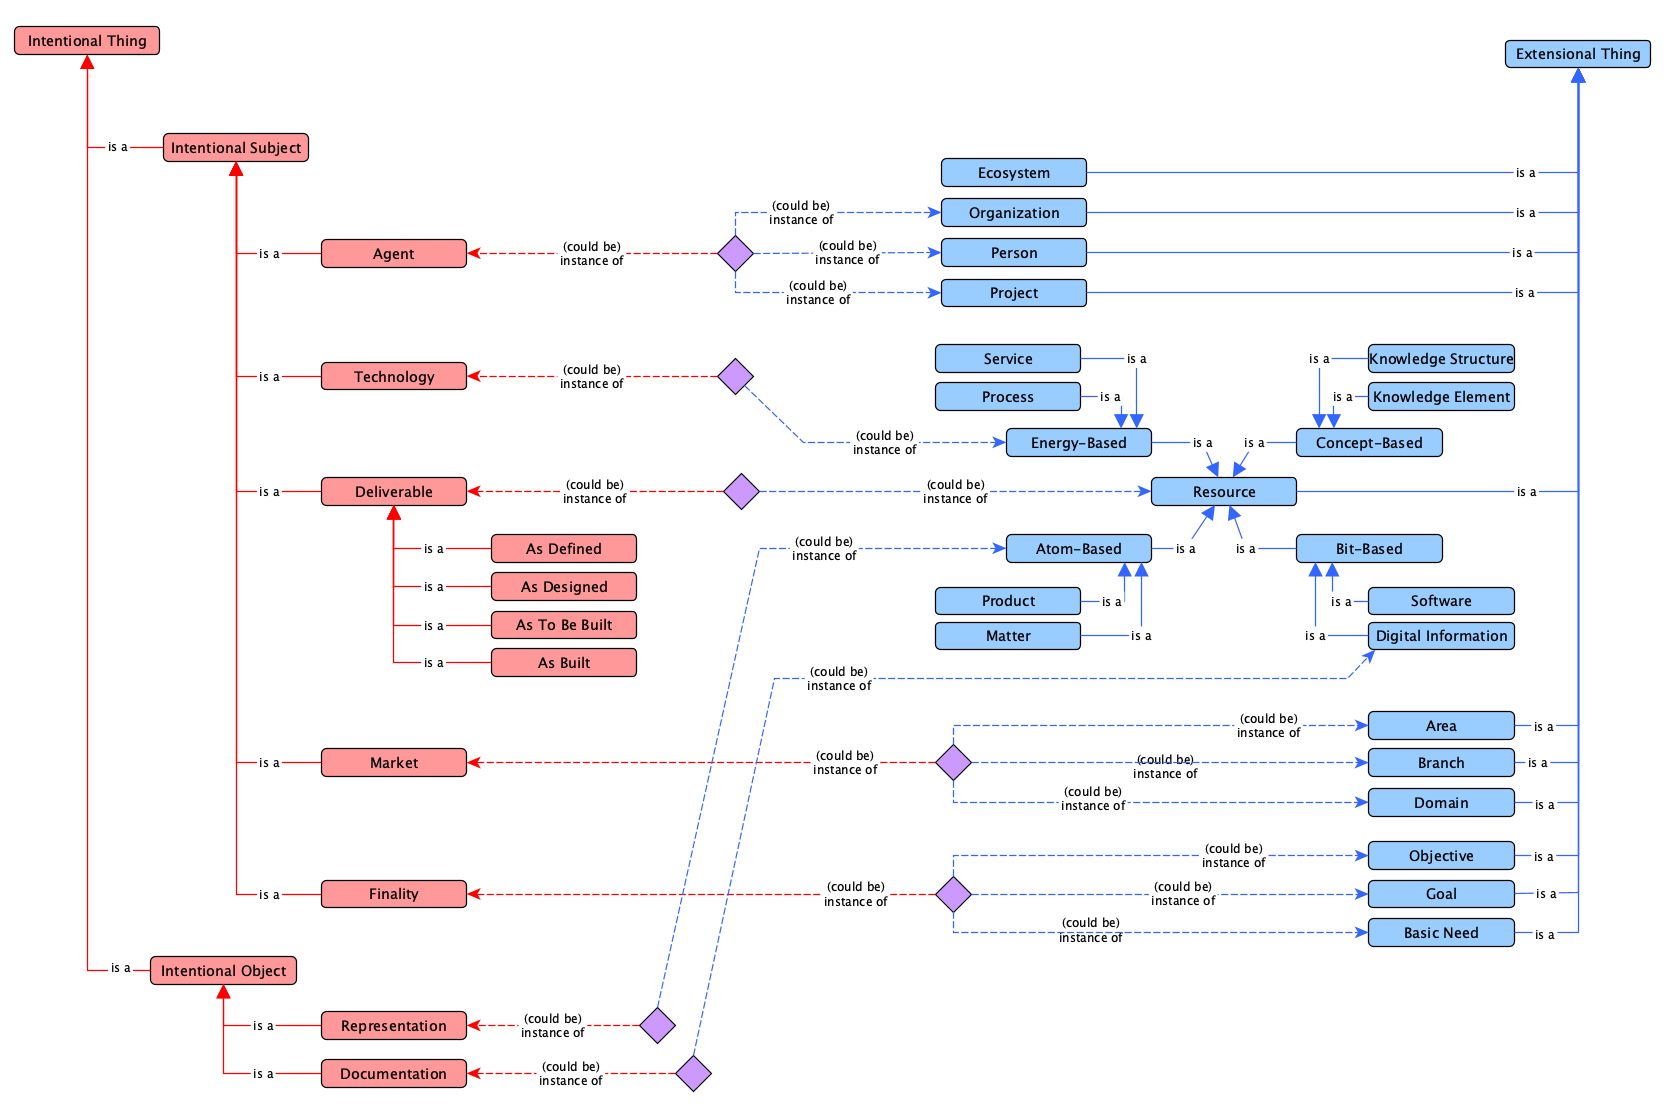 Intentional Thing
Extensional Thing
is a
Intentional Subject
Ecosystem
is a
(could be)
instance of
Organization
is a
is a
Agent
(could be)
instance of
(could be)
instance of
Person
is a
(could be)
instance of
Project
is a
Service
is a
is a
Knowledge Structure
is a
Technology
(could be)
instance of
Process
is a
is a
Knowledge Element
(could be)
instance of
Energy-Based
is a
is a
Concept-Based
is a
Deliverable
(could be)
instance of
(could be)
instance of
Resource
is a
is a
As Defined
(could be)
instance of
Atom-Based
is a
is a
Bit-Based
is a
As Designed
Product
is a
is a
Software
is a
As To Be Built
Matter
is a
is a
Digital Information
is a
As Built
(could be)
instance of
(could be)
instance of
Area
is a
is a
Market
(could be)
instance of
(could be)
instance of
Branch
is a
(could be)
instance of
Domain
is a
(could be)
instance of
Objective
is a
is a
Finality
(could be)
instance of
(could be)
instance of
Goal
is a
(could be)
instance of
Basic Need
is a
is a
Intentional Object
is a
Representation
(could be)
instance of
is a
Documentation
(could be)
instance of